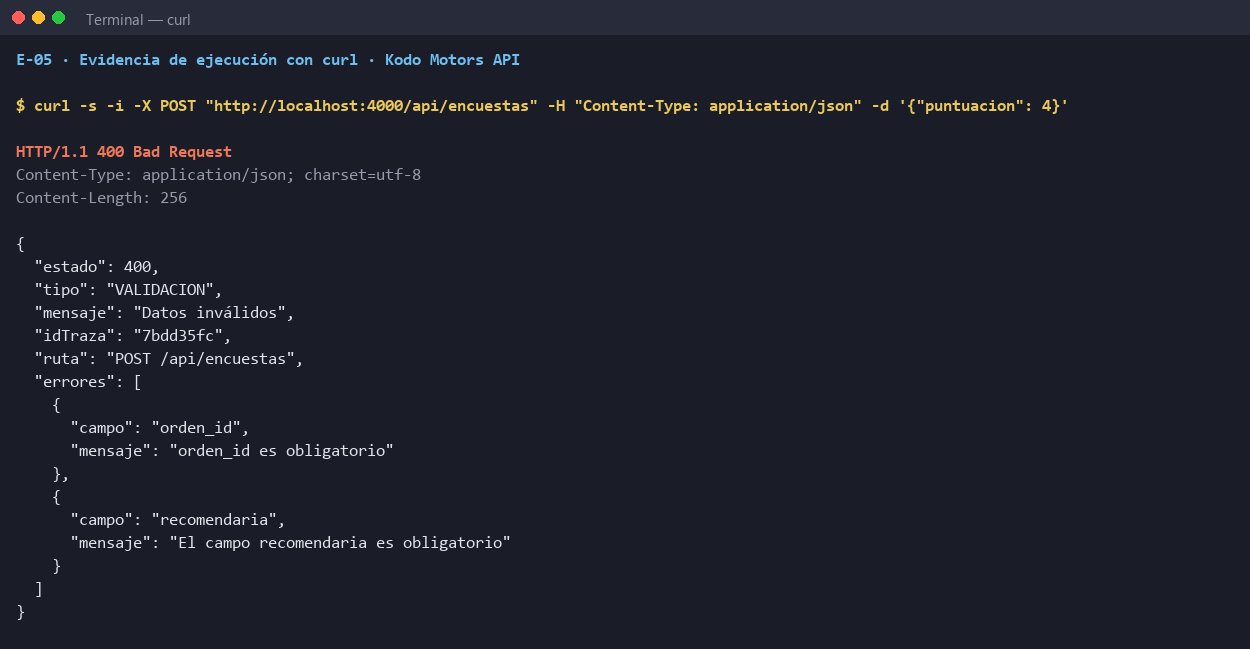 Terminal — curl
E-05 · Evidencia de ejecución con curl · Kodo Motors API
$ curl -s -i -X POST "http://localhost:4000/api/encuestas" -H "Content-Type: application/json" -d '{"puntuacion": 4}'
HTTP/1.1 400 Bad Request
Content-Type: application/json; charset=utf-8
Content-Length: 256
{
  "estado": 400,
  "tipo": "VALIDACION",
  "mensaje": "Datos inválidos",
  "idTraza": "7bdd35fc",
  "ruta": "POST /api/encuestas",
  "errores": [
    {
      "campo": "orden_id",
      "mensaje": "orden_id es obligatorio"
    },
    {
      "campo": "recomendaria",
      "mensaje": "El campo recomendaria es obligatorio"
    }
  ]
}